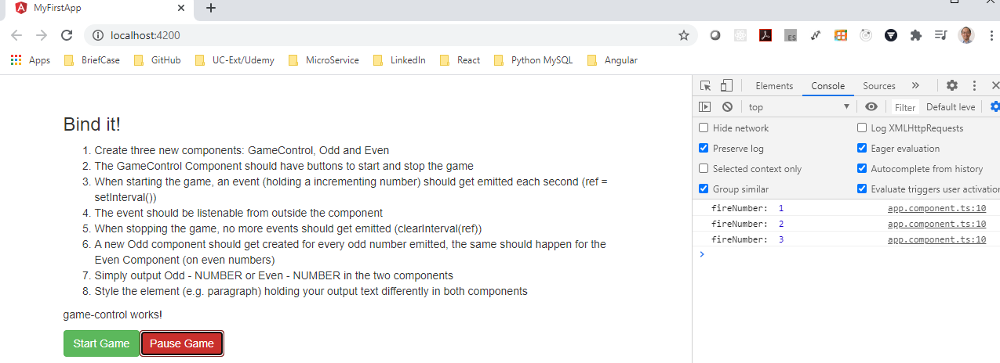 MyFirstApp
localhost:4200
ES
Apps BriefCase GitHub UC-Ext/Udemy MicroService LinkedIn React Python MySQL Angular
Elements Console Sources
top Filter Default leve
Hide network Log XMLHttpRequests
Preserve log Eager evaluation
Selected context only Autocomplete from history
Group similar Evaluate triggers user activation
fireNumber: 1 app.component.ts:10
fireNumber: 2 app.component.ts:10
fireNumber: 3 app.component.ts:10
Bind it!
1. Create three new components: GameControl, Odd and Even
2. The GameControl Component should have buttons to start and stop the game
3. When starting the game, an event (holding a incrementing number) should get emitted each second (ref =
setInterval())
4. The event should be listenable from outside the component
5. When stopping the game, no more events should get emitted (clearInterval(ref))
6. A new Odd component should get created for every odd number emitted, the same should happen for the
Even Component (on even numbers)
7. Simply output Odd - NUMBER or Even - NUMBER in the two components
8. Style the element (e.g. paragraph) holding your output text differently in both components
game-control works!
Start Game Pause Game